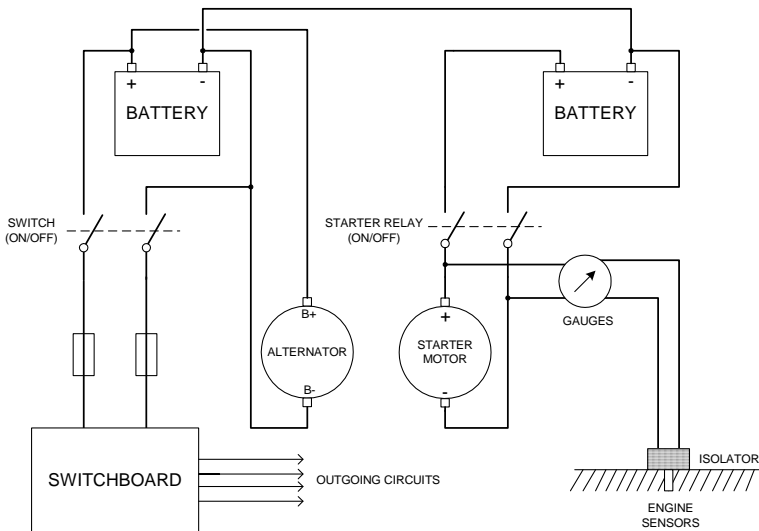 + -
BATTERY
+ -
BATTERY
SWITCH
(ON/OFF)
STARTER RELAY
(ON/OFF)
B+
ALTERNATOR
B-
+
STARTER
MOTOR
-
GAUGES
SWITCHBOARD
OUTGOING CIRCUITS
ISOLATOR
ENGINE
SENSORS